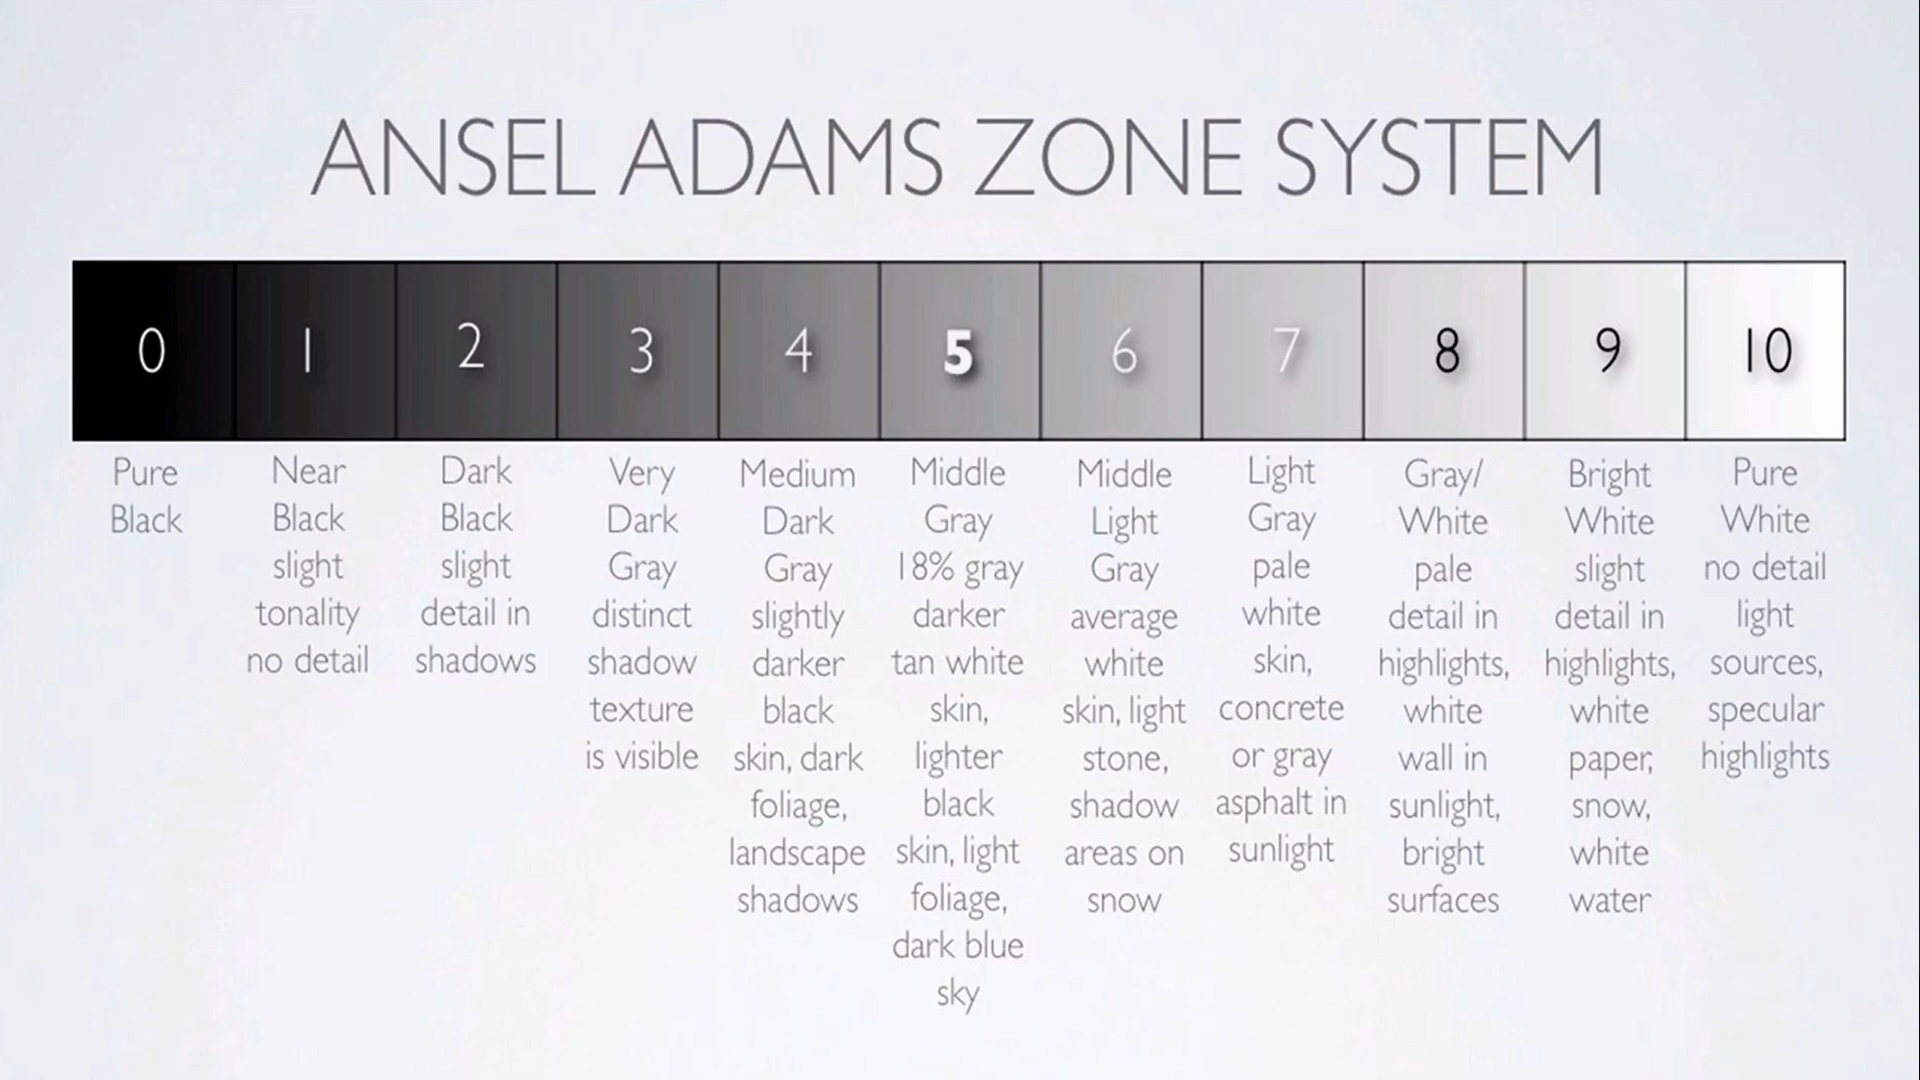 ANSEL ADAMS ZONE SYSTEM
0
1
2
3
4
5
6
7
8
9
10
Pure
Black
Near
Black
slight
tonality
no detail
Dark
Black
slight
detail in
shadows
Very
Dark
Gray
distinct
shadow
texture
is visible
Medium
Dark
Gray
slightly
darker
black
skin, dark
foliage,
landscape
shadows
Middle
Gray
18% gray
darker
tan white
skin,
lighter
black
skin, light
foliage,
dark blue
sky
Middle
Light
Gray
average
white
skin, light
stone,
shadow
areas on
snow
Light
Gray
pale
white
skin,
concrete
or gray
asphalt in
sunlight
Gray/
White
pale
detail in
highlights,
white
wall in
sunlight,
bright
surfaces
Bright
White
slight
detail in
highlights,
white
paper,
snow,
white
water
Pure
White
no detail
light
sources,
specular
highlights